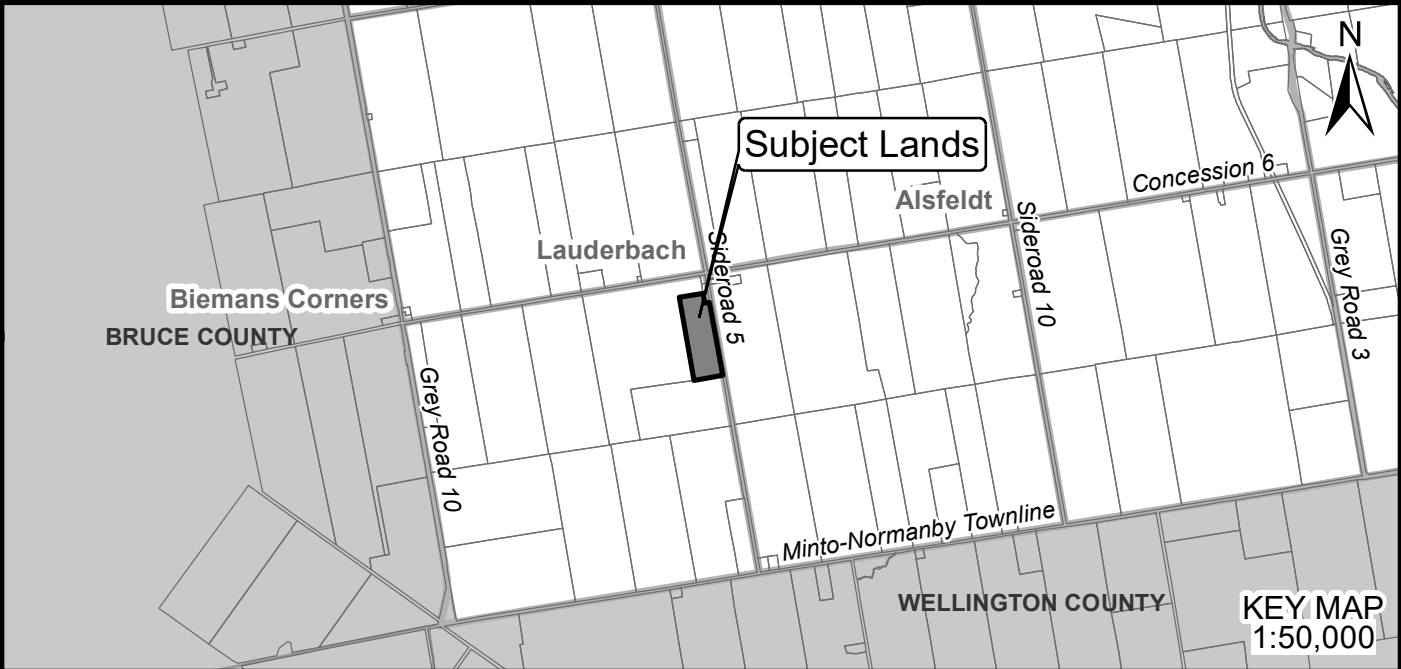 N
Subject Lands
Concession 6
Alsfeldt
Sideroad 10
Lauderbach
Sideroad 5
Grey Road 3
Biemans Corners
BRUCE COUNTY
Grey Road 10
Minto-Normanby Townline
WELLINGTON COUNTY
KEY MAP
1:50,000